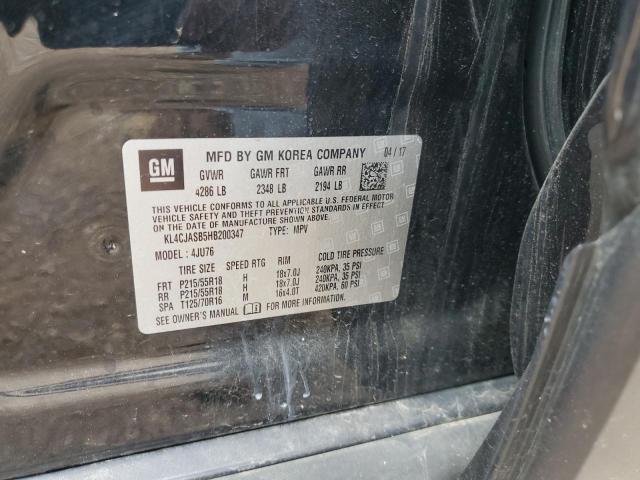 GM MFD BY GM KOREA COMPANY 04 / 17
GVWR GAWR FRT GAWR RR
4286 LB 2348 LB 2194 LB
THIS VEHICLE CONFORMS TO ALL APPLICABLE U.S. FEDERAL MOTOR
VEHICLE SAFETY AND THEFT PREVENTION STANDARDS IN EFFECT
ON THE DATE OF MANUFACTURE SHOWN ABOVE.
KL4CJASB5HB200347 TYPE : MPV
MODEL : 4JU76
TIRE SIZE SPEED RTG RIM COLD TIRE PRESSURE
FRT P215/55R18 H 18x7.0J 240KPA, 35 PSI
RR P215/55R18 H 18x7.0J 240KPA, 35 PSI
SPA T125/70R16 M 16x4.0T 420KPA, 60 PSI
SEE OWNER'S MANUAL FOR MORE INFORMATION.